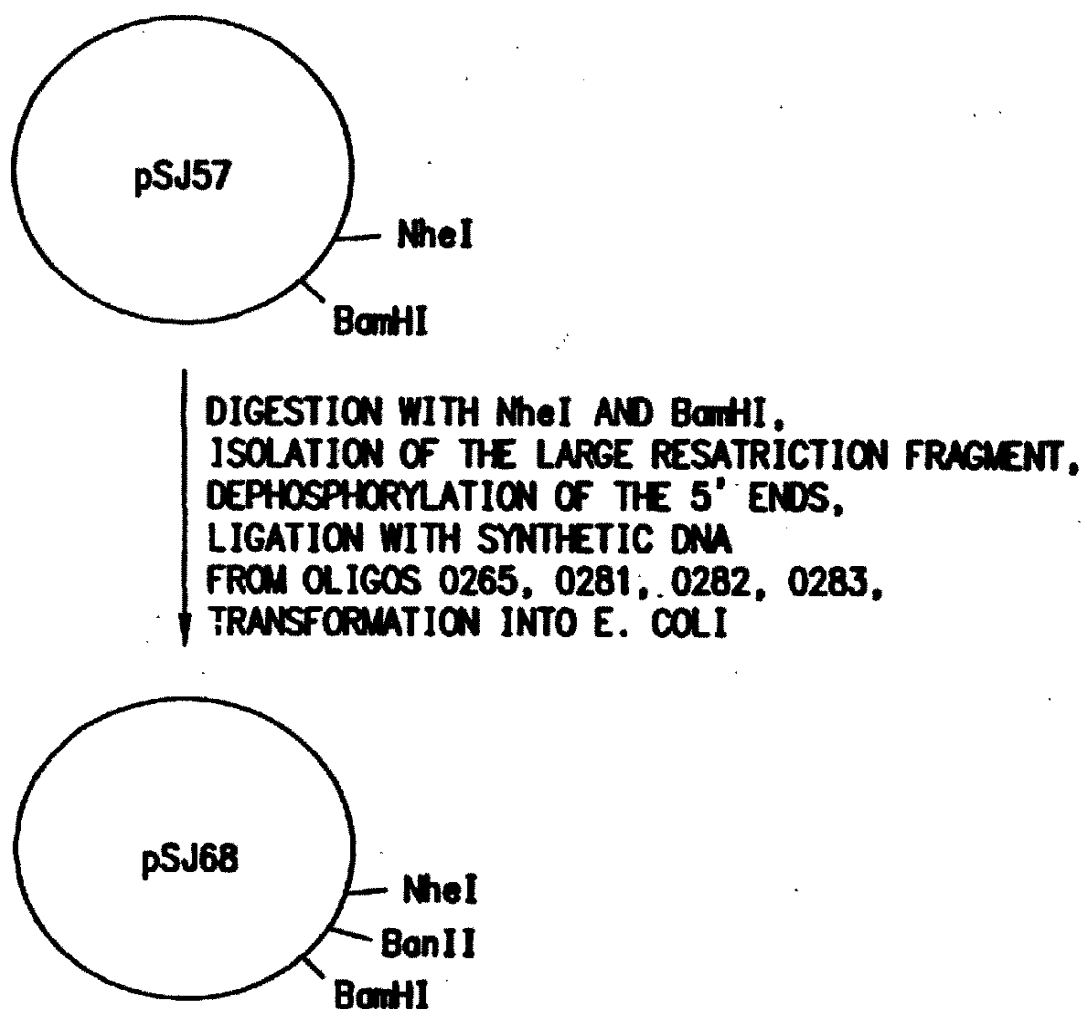 pSJ57
NheI
BamHI
DIGESTION WITH NheI AND BamHI,
ISOLATION OF THE LARGE RESATRICTION FRAGMENT,
DEPHOSPHORYLATION OF THE 5' ENDS,
LIGATION WITH SYNTHETIC DNA
FROM OLIGOS 0265, 0281, 0282, 0283,
TRANSFORMATION INTO E. COLI
pSJ68
NheI
BanII
BamHI